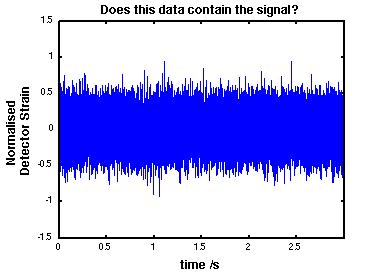 Does this data contain the signal?
Normalised
Detector Strain
1.5
1
0.5
0
-0.5
-1
-1.5
0 0.5 1 1.5 2 2.5
time /s